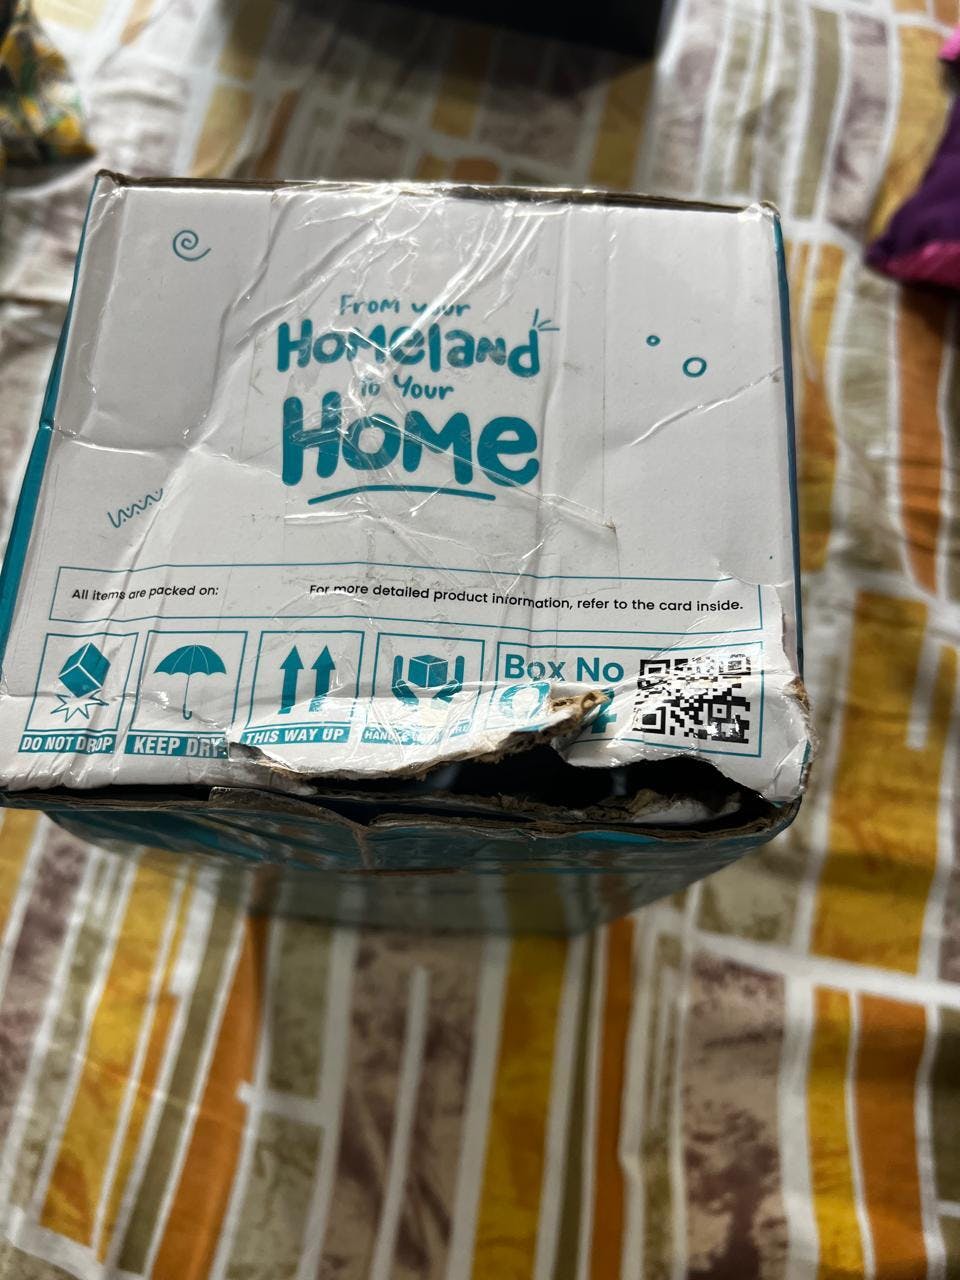 From your
Homeland
to Your
Home
All items are packed on:
For more detailed product information, refer to the card inside.
Box No
DO NOT DROP
KEEP DRY
THIS WAY UP